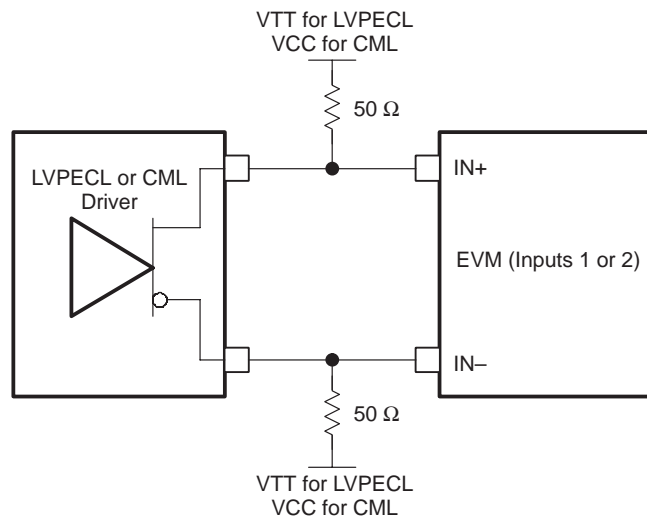 VTT for LVPECL
VCC for CML
50 Ω
LVPECL or CML
Driver
IN+
EVM (Inputs 1 or 2)
IN–
50 Ω
VTT for LVPECL
VCC for CML